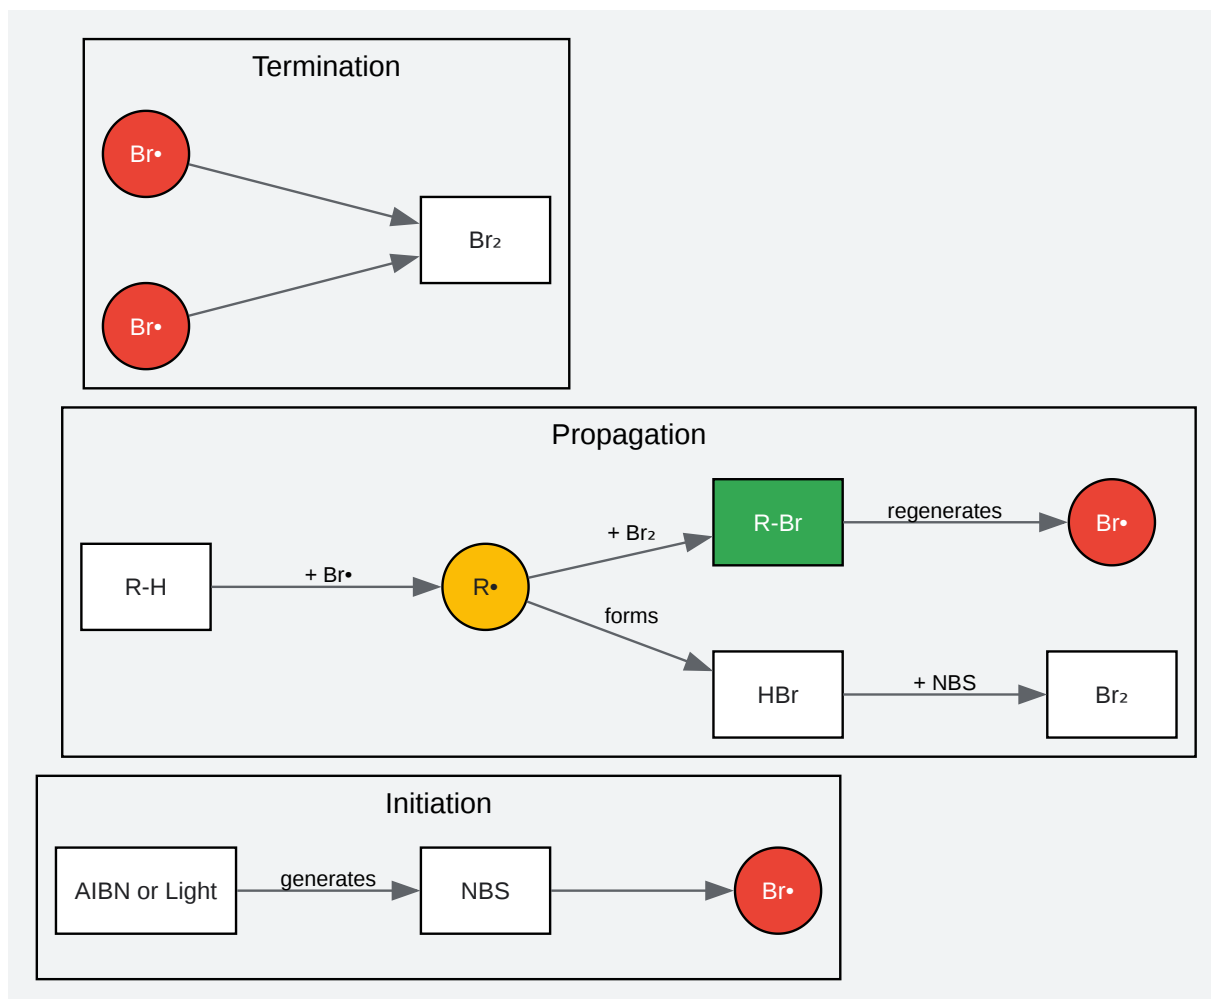 Termination
Br•
Br₂
Br•
Propagation
R-H
+ Br•
R•
+ Br₂
R-Br
regenerates
Br•
forms
HBr
+ NBS
Br₂
Initiation
AIBN or Light
generates
NBS
Br•